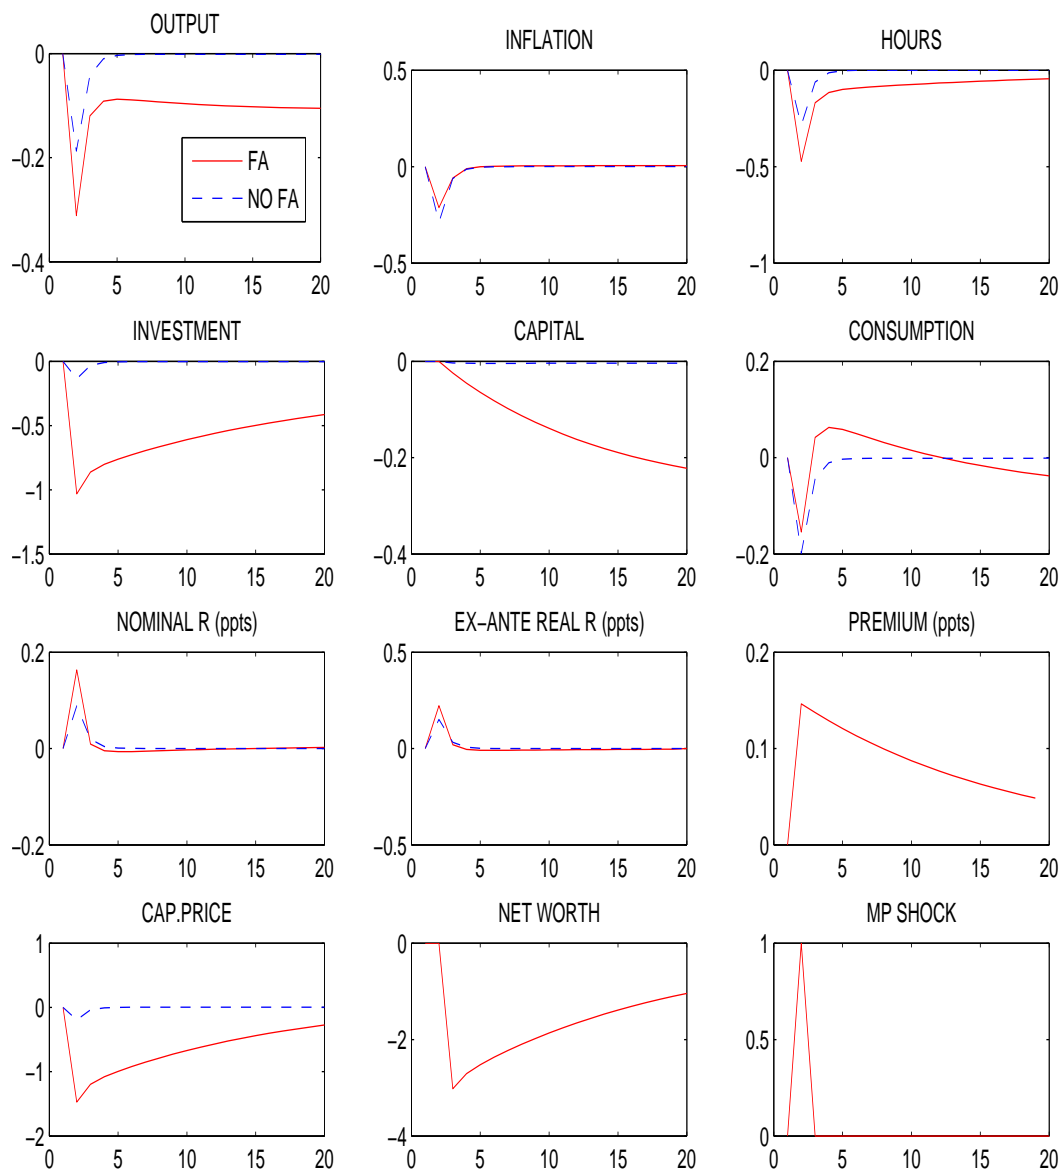 OUTPUT
INFLATION
HOURS
0
−0.2
−0.4
0 5 10 15 20
FA
NO FA
0.5
0
−0.5
0 5 10 15 20
0
−0.5
−1
0 5 10 15 20
INVESTMENT
CAPITAL
CONSUMPTION
0
−0.5
−1
−1.5
0 5 10 15 20
0
−0.2
−0.4
0 5 10 15 20
0.2
0
−0.2
0 5 10 15 20
NOMINAL R (ppts)
EX−ANTE REAL R (ppts)
PREMIUM (ppts)
0.2
0
−0.2
0 5 10 15 20
0.5
0
−0.5
0 5 10 15 20
0.2
0.1
0
0 5 10 15 20
CAP.PRICE
NET WORTH
MP SHOCK
1
0
−1
−2
0 5 10 15 20
0
−2
−4
0 5 10 15 20
1
0.5
0
0 5 10 15 20